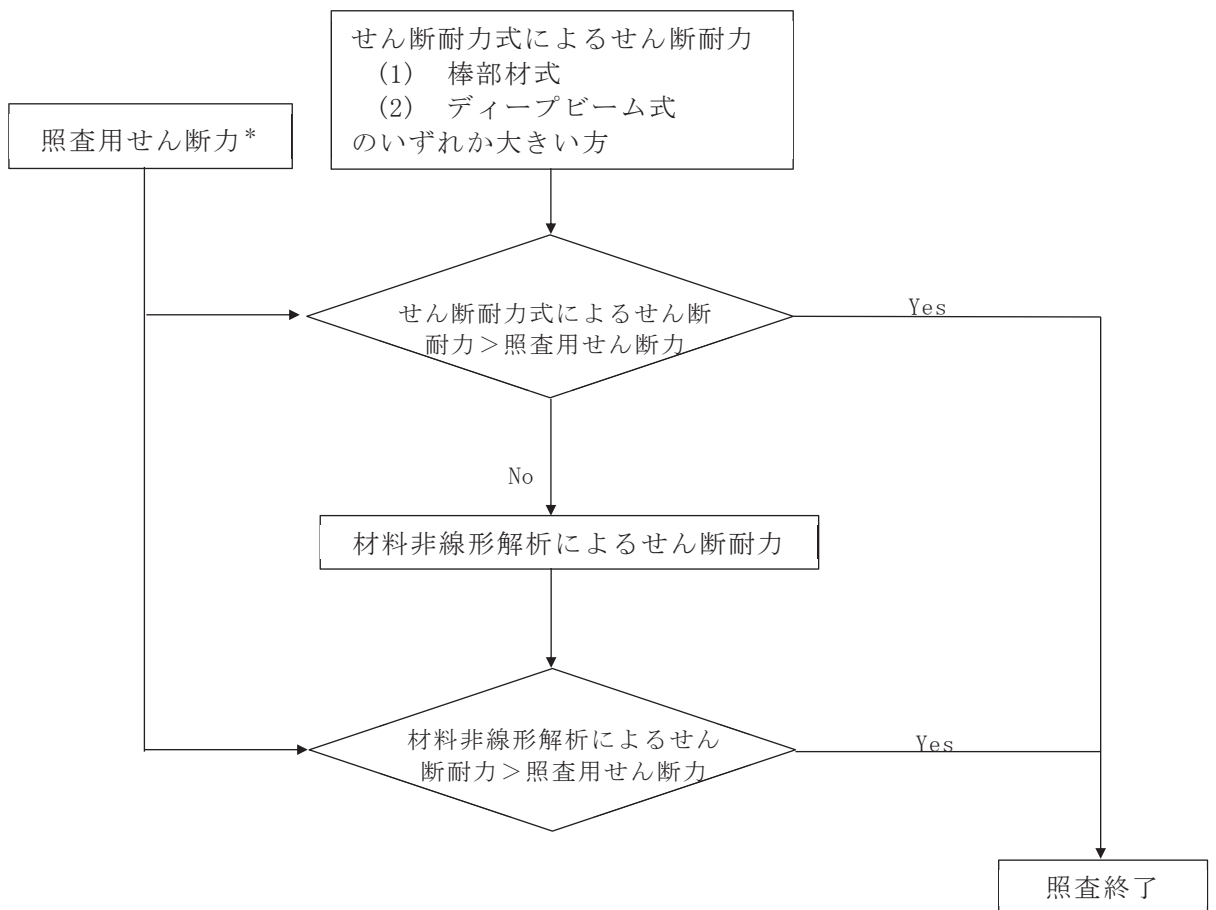 せん断耐力式によるせん断耐力
(1) 棒部材式
(2) ディープビーム式
のいずれか大きい方
照査用せん断力*
せん断耐力式によるせん断
耐力＞照査用せん断力
Yes
No
材料非線形解析によるせん断耐力
材料非線形解析によるせん
断耐力＞照査用せん断力
Yes
照査終了